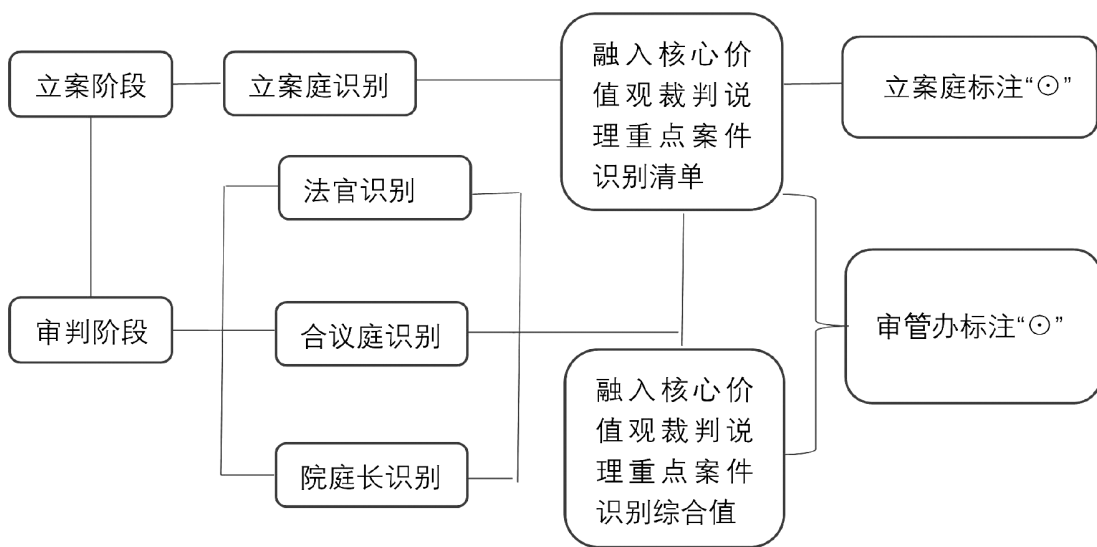 立案阶段
立案庭识别
融入核心价
值观裁判说
理重点案件
识别清单
立案庭标注“⊙”
法官识别
审判阶段
合议庭识别
院庭长识别
融入核心价
值观裁判说
理重点案件
识别综合值
审管办标注“⊙”